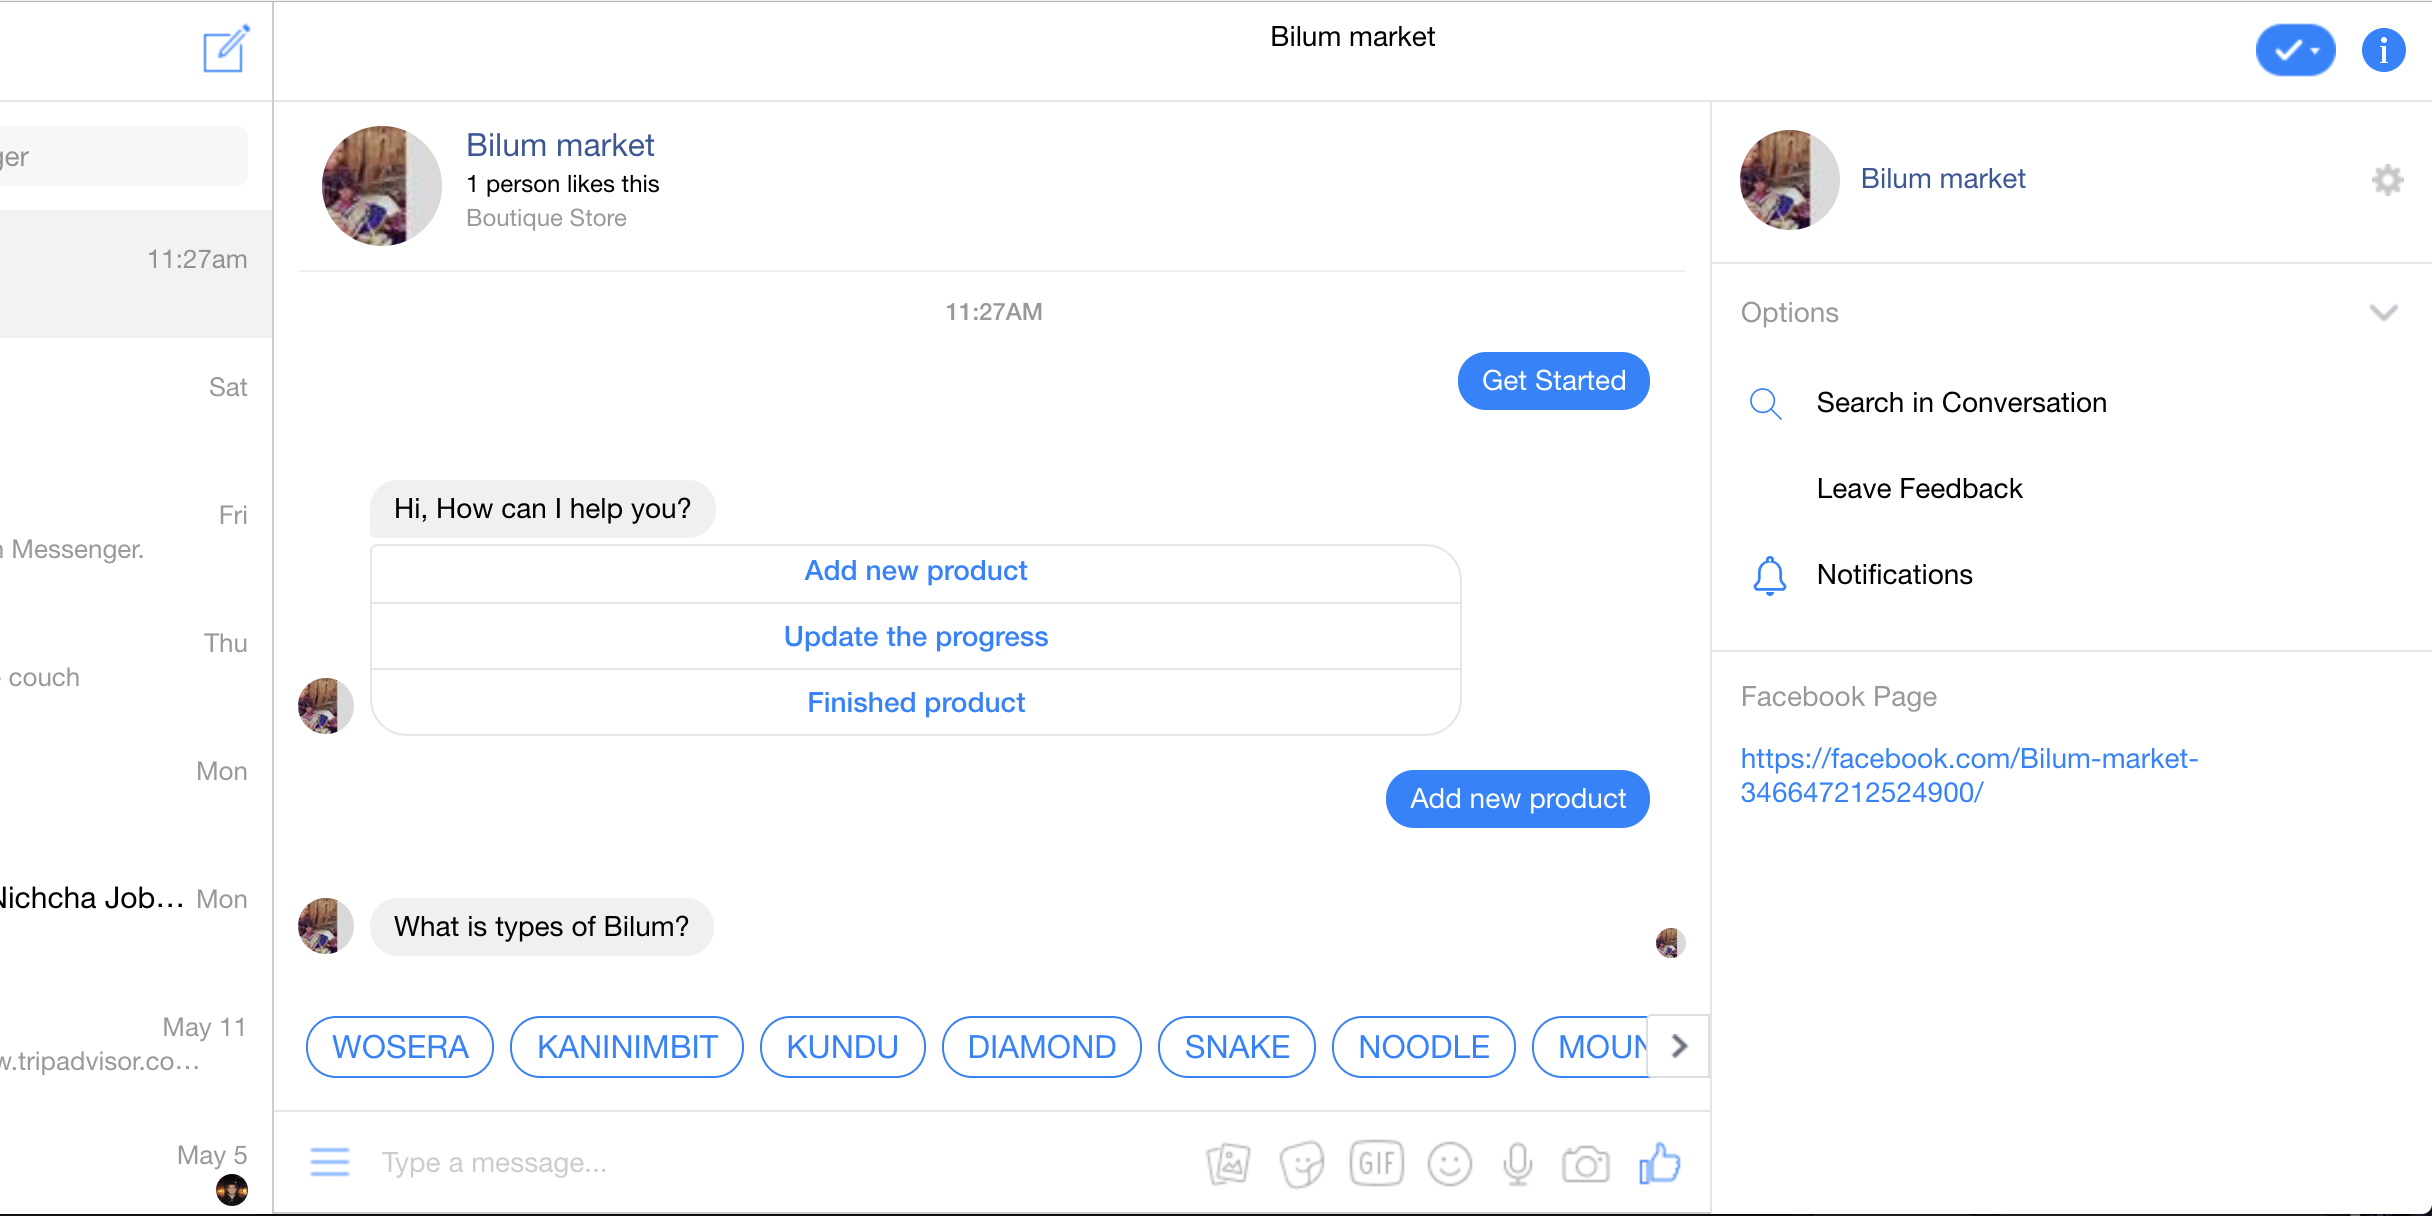 Bilum market
ger
11:27am
Sat
Fri
Messenger.
Thu
couch
Mon
Nichcha Job... Mon
May 11
w.tripadvisor.co...
May 5
Bilum market
1 person likes this
Boutique Store
11:27AM
Get Started
Hi, How can I help you?
Add new product
Update the progress
Finished product
Add new product
What is types of Bilum?
WOSERA KANINIMBIT KUNDU DIAMOND SNAKE NOODLE MOUN
Type a message...
GIF
Bilum market
Options
Search in Conversation
Leave Feedback
Notifications
Facebook Page
https://facebook.com/Bilum-market-
346647212524900/